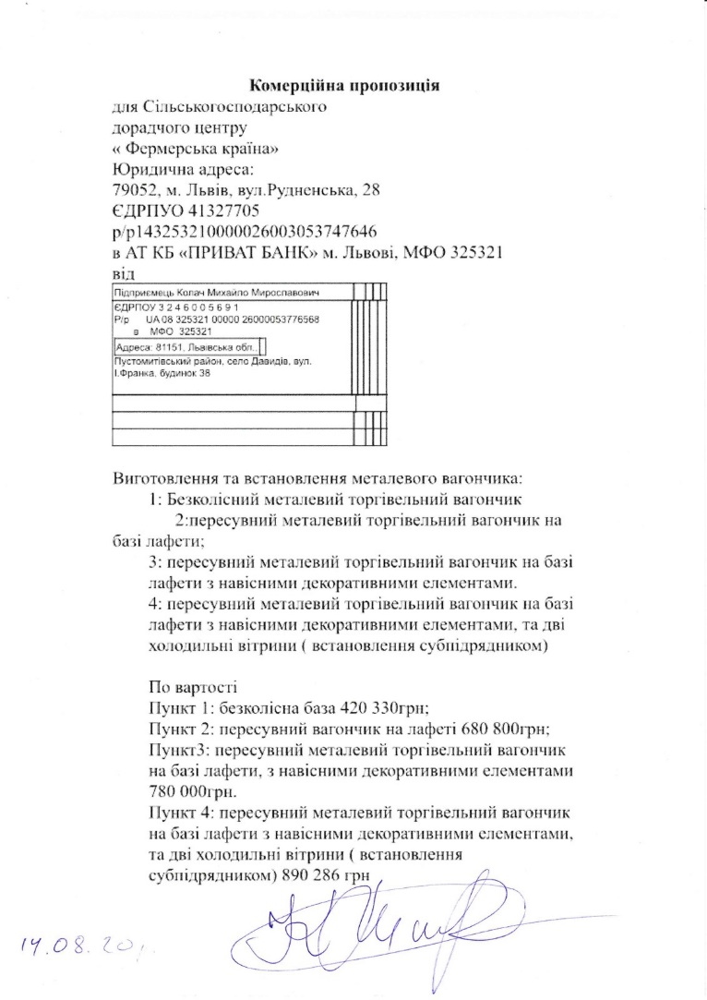 Комерційна пропозиція
для Сільськогосподарського
дорадчого центру
« Фермерська країна»
Юридична адреса:
79052, м. Львів, вул.Рудненська, 28
ЄДРПУО 41327705
р/р14325321000002600305374​7646
в АТ КБ «ПРИВАТ БАНК» м. Львові, МФО 325321
від
Підприємець Колач Михайло Мирославович
ЄДРПОУ 3 2 4 6 0 0 5 6 9 1
Р/р UA 08 325321 00000 26000053776568
в МФО 325321
Адреса: 81151, Львівська обл.,
Пустомитівський район, село Давидів, вул.
І.Франка, будинок 38
Виготовлення та встановлення металевого вагончика:
1: Безколісний металевий торгівельний вагончик
2:пересувний металевий торгівельний вагончик на
базі лафети;
3: пересувний металевий торгівельний вагончик на базі
лафети з навісними декоративними елементами.
4: пересувний металевий торгівельний вагончик на базі
лафети з навісними декоративними елементами, та дві
холодильні вітрини ( встановлення субпідрядником)
По вартості
Пункт 1: безколісна база 420 330грн;
Пункт 2: пересувний вагончик на лафеті 680 800грн;
Пункт3: пересувний металевий торгівельний вагончик
на базі лафети, з навісними декоративними елементами
780 000грн.
Пункт 4: пересувний металевий торгівельний вагончик
на базі лафети з навісними декоративними елементами,
та дві холодильні вітрини ( встановлення
субпідрядником) 890 286 грн
14.08.20